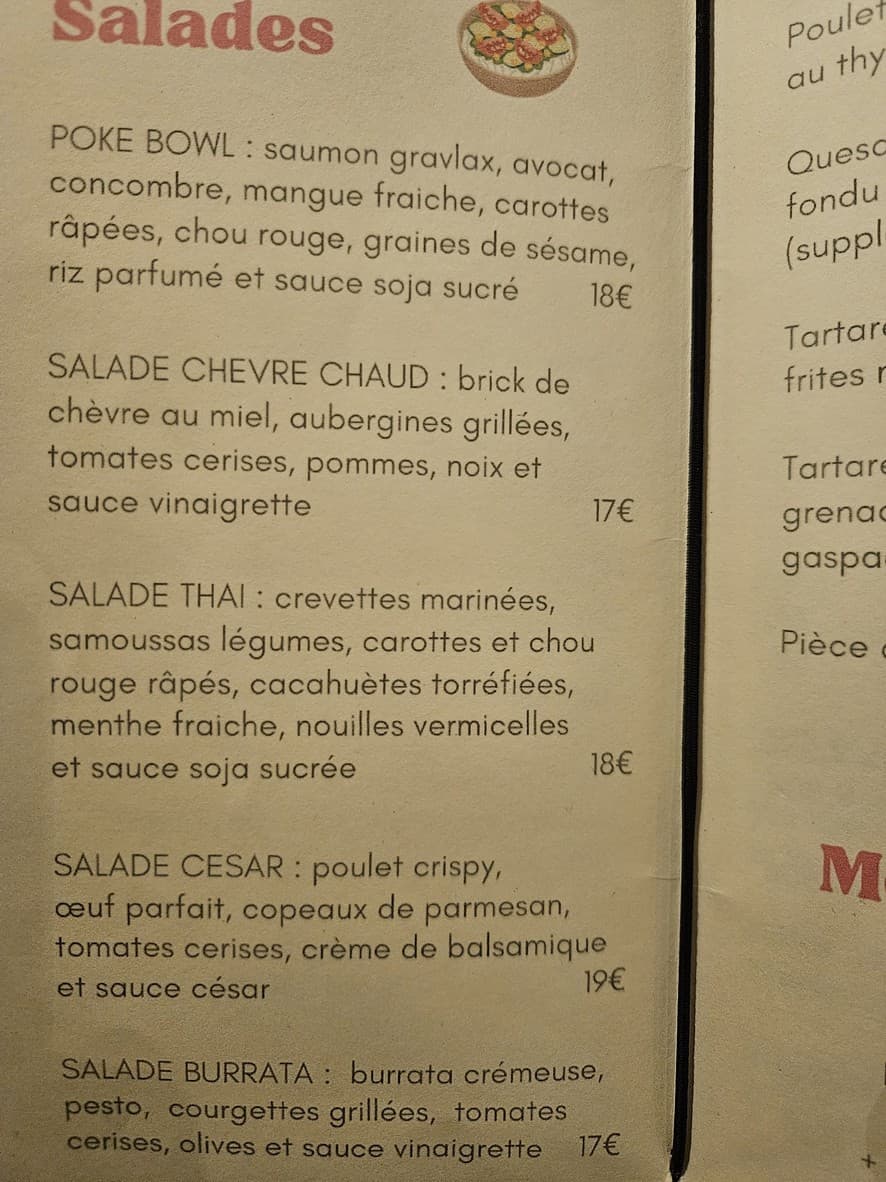 Salades
POKE BOWL : saumon gravlax, avocat,
concombre, mangue fraiche, carottes
râpées, chou rouge, graines de sésame,
riz parfumé et sauce soja sucré 18€
SALADE CHEVRE CHAUD : brick de
chèvre au miel, aubergines grillées,
tomates cerises, pommes, noix et
sauce vinaigrette 17€
SALADE THAI : crevettes marinées,
samoussas légumes, carottes et chou
rouge râpés, cacahuètes torréfiées,
menthe fraiche, nouilles vermicelles
et sauce soja sucrée 18€
SALADE CESAR : poulet crispy,
œuf parfait, copeaux de parmesan,
tomates cerises, crème de balsamique
et sauce césar 19€
SALADE BURRATA : burrata crémeuse,
pesto, courgettes grillées, tomates
cerises, olives et sauce vinaigrette 17€
Poulet
au
fondu
frites
Pièce
+